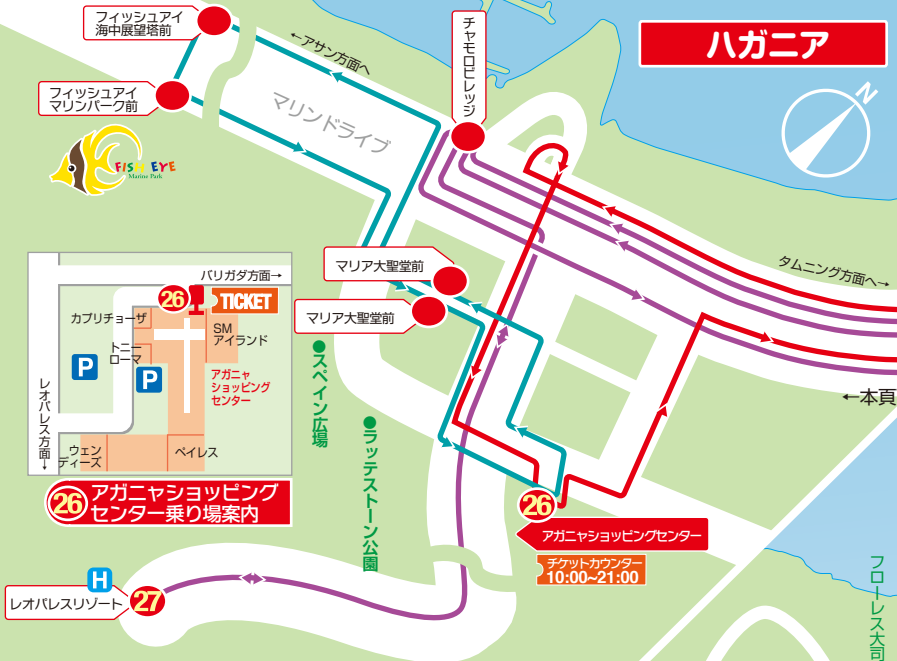 フィッシュアイ
海中展望塔前
←アサン方面へ
チャモロビレッジ
ハガニア
N
フィッシュアイ
マリンパーク前
マリンドライブ
FISH EYE
Marine Park
タムニング方面へ→
マリア大聖堂前
マリア大聖堂前
バリガダ方面→
26
TICKET
カプリチョーザ
SM
アイランド
トニー
ローマ
P
P
アガニャ
ショッピング
センター
レオパレス方面→
ウェン
ディーズ
ペイレス
●スペイン広場
●ラッテストーン公園
←本頁
26
アガニャショッピング
センター乗り場案内
26
アガニャショッピングセンター
チケットカウンター
10:00~21:00
H
レオパレスリゾート
27
フローレス大司